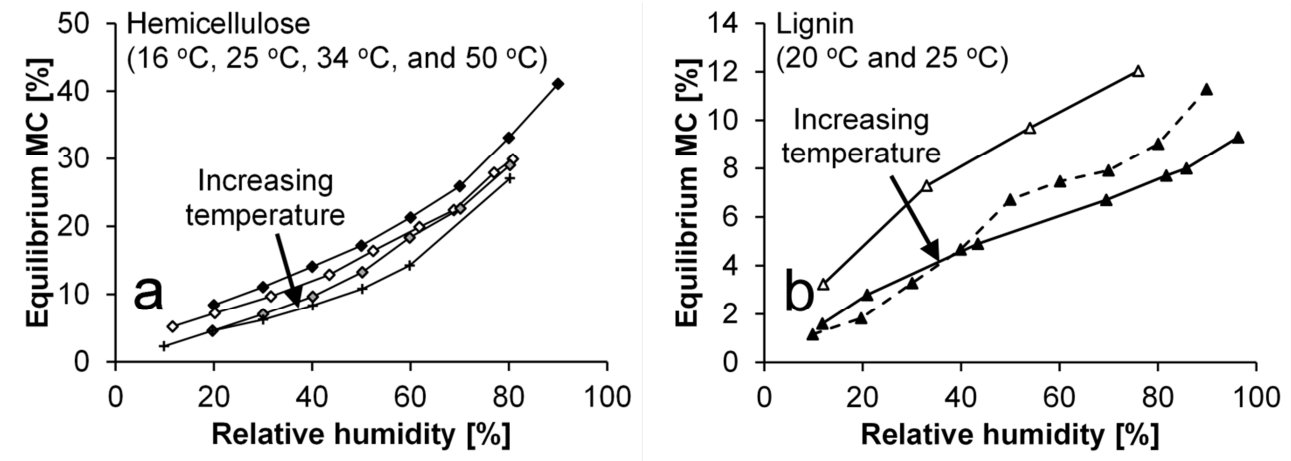 Hemicellulose
(16 °C, 25 °C, 34 °C, and 50 °C)
Equilibrium MC [%]
50
40
30
20
10
0
Increasing
temperature
a
0 20 40 60 80 100
Relative humidity [%]
Lignin
(20 °C and 25 °C)
Equilibrium MC [%]
14
12
10
8
6
4
2
0
Increasing
temperature
b
0 20 40 60 80 100
Relative humidity [%]